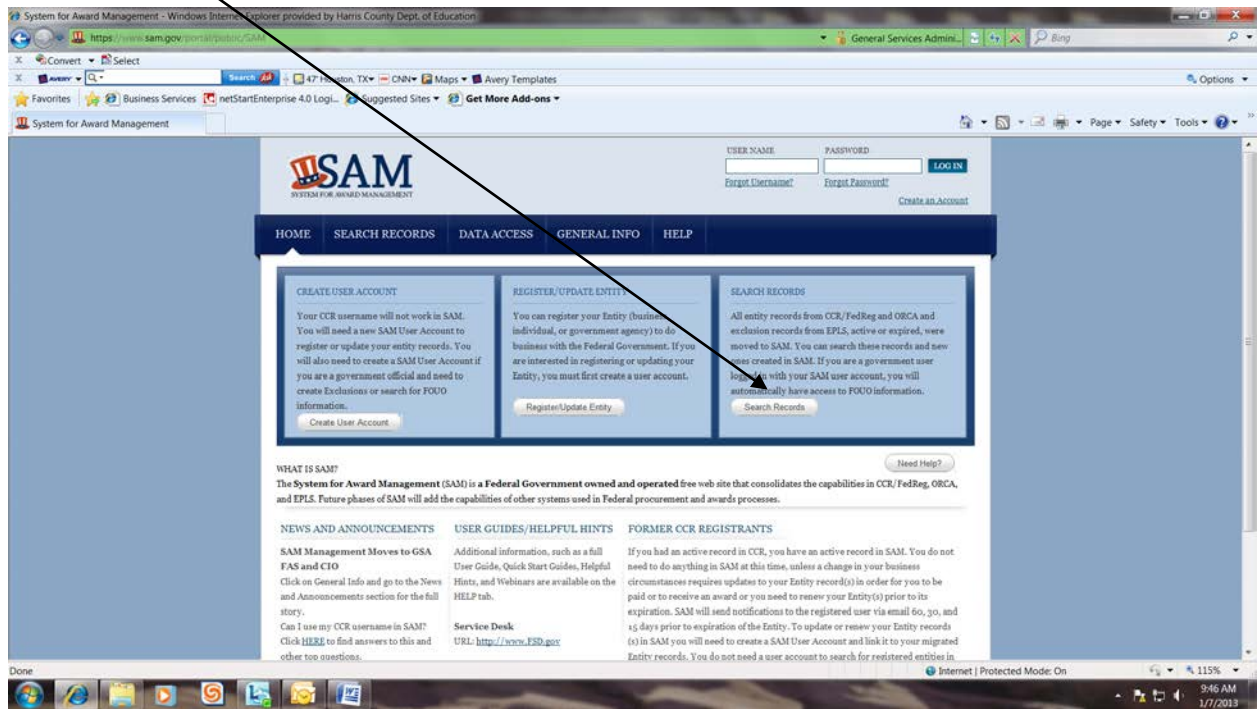 System for Award Management - Windows Internet Explorer provided by Harris County Dept. of Education
https://www.sam.gov/portal/public/SAM
General Services Admini...
Bing
Convert
Select
AVERY
Search
47° Houston, TX
CNN
Maps
Avery Templates
Options
Favorites
Business Services
netStartEnterprise 4.0 Logi...
Suggested Sites
Get More Add-ons
System for Award Management
Page
Safety
Tools
SAM
SYSTEM FOR AWARD MANAGEMENT
USER NAME
PASSWORD
LOG IN
Forgot Username?
Forgot Password?
Create an Account
HOME
SEARCH RECORDS
DATA ACCESS
GENERAL INFO
HELP
CREATE USER ACCOUNT
Your CCR username will not work in SAM.
You will need a new SAM User Account to
register or update your entity records. You
will also need to create a SAM User Account if
you are a government official and need to
create Exclusions or search for FOUO
information.
Create User Account
REGISTER/UPDATE ENTITY
You can register your Entity (business,
individual, or government agency) to do
business with the Federal Government. If you
are interested in registering or updating your
Entity, you must first create a user account.
Register/Update Entity
SEARCH RECORDS
All entity records from CCR/FedReg and ORCA and
exclusion records from EPLS, active or expired, were
moved to SAM. You can search these records and new
ones created in SAM. If you are a government user
logged in with your SAM user account, you will
automatically have access to FOUO information.
Search Records
Need Help?
WHAT IS SAM?
The System for Award Management (SAM) is a Federal Government owned and operated free web site that consolidates the capabilities in CCR/FedReg, ORCA,
and EPLS. Future phases of SAM will add the capabilities of other systems used in Federal procurement and awards processes.
NEWS AND ANNOUNCEMENTS
SAM Management Moves to GSA
FAS and CIO
Click on General Info and go to the News
and Announcements section for the full
story.
Can I use my CCR username in SAM?
Click HERE to find answers to this and
other top questions.
USER GUIDES/HELPFUL HINTS
Additional information, such as a full
User Guide, Quick Start Guides, Helpful
Hints, and Webinars are available on the
HELP tab.
Service Desk
URL: http://www.FSD.gov
FORMER CCR REGISTRANTS
If you had an active record in CCR, you have an active record in SAM. You do not
need to do anything in SAM at this time, unless a change in your business
circumstances requires updates to your Entity record(s) in order for you to be
paid or to receive an award or you need to renew your Entity(s) prior to its
expiration. SAM will send notifications to the registered user via email 60, 30, and
15 days prior to expiration of the Entity. To update or renew your Entity records
(s) in SAM you will need to create a SAM User Account and link it to your migrated
Entity records. You do not need a user account to search for registered entities in
Done
Internet | Protected Mode: On
115%
9:46 AM
1/7/2013